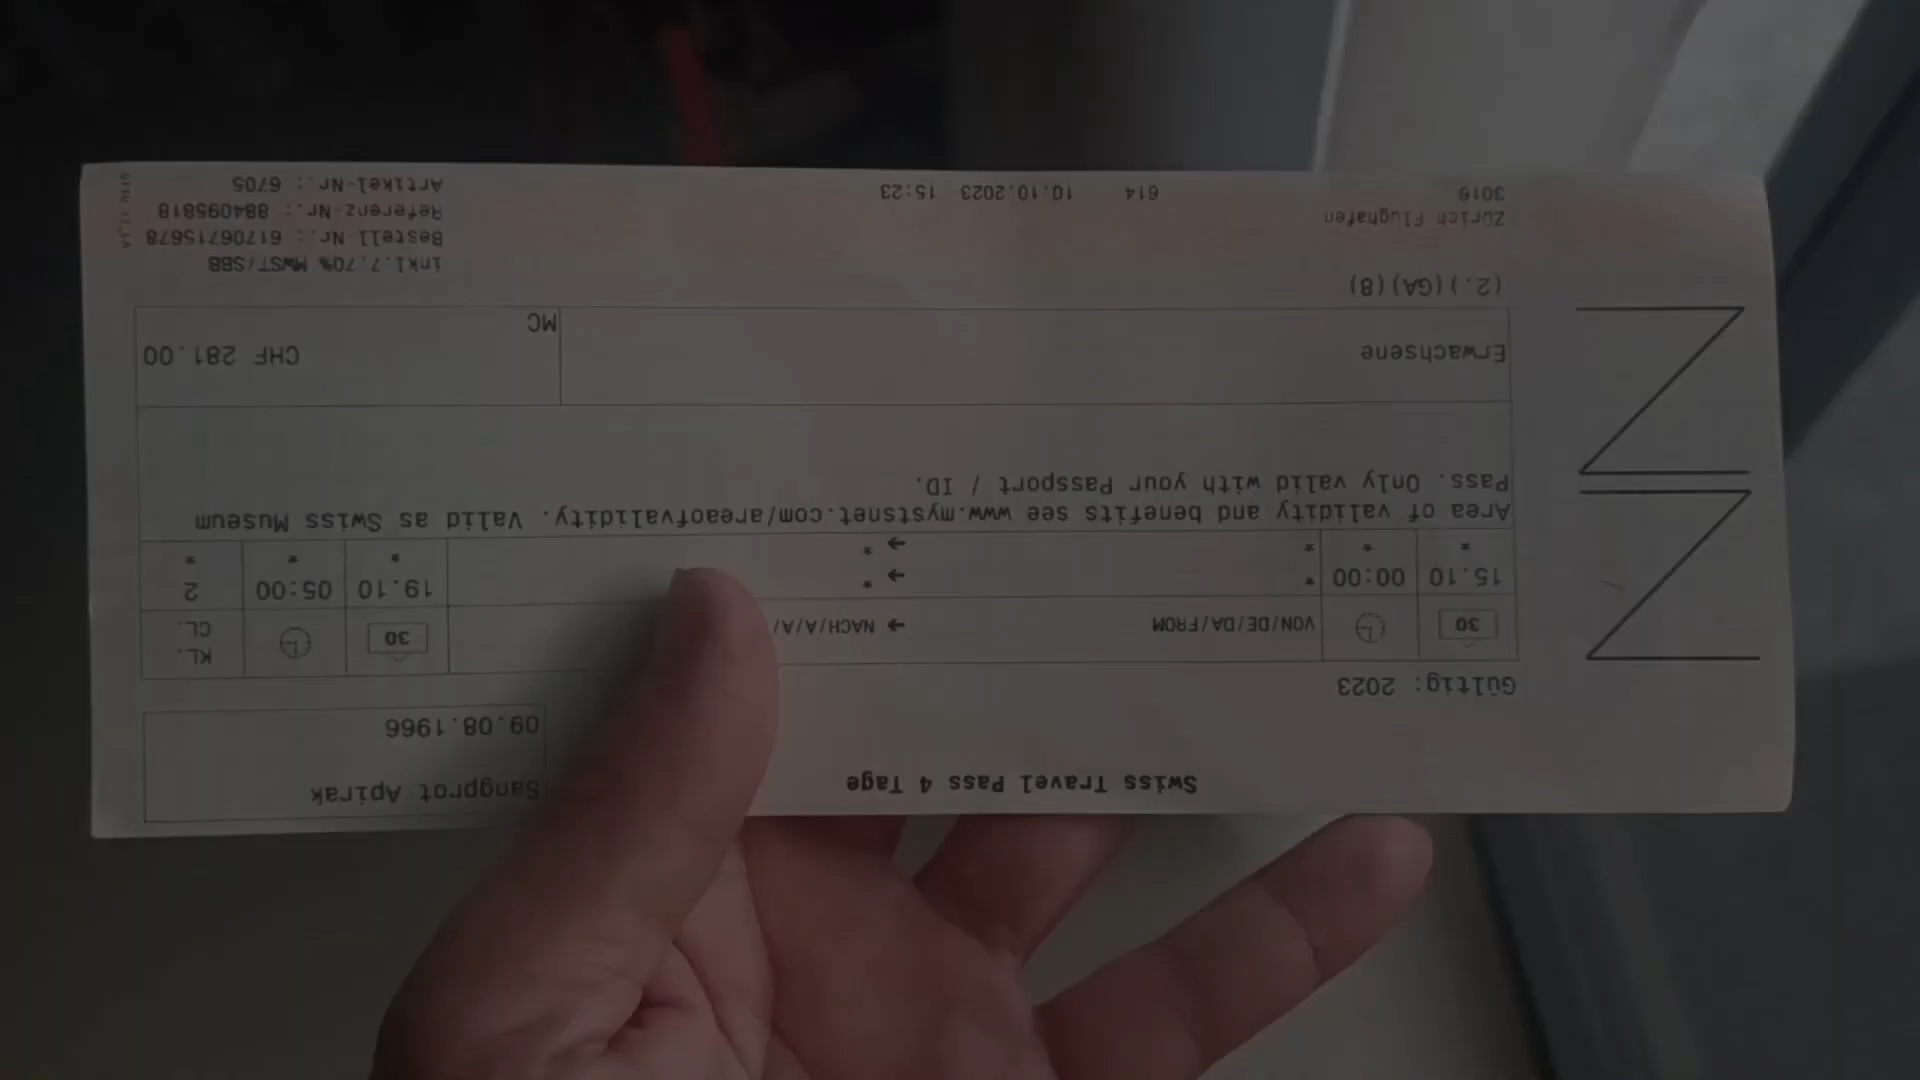 Swiss Travel Pass 4 Tage
Sangprot Apirak
09.08.1966
Gültig: 2023
30 VON/DE/DA/FROM → NACH/A/A/ 30 KL.
CL.
15.10 00:00 * → * 19.10 05:00 2
* * * → * * * *
Area of validity and benefits see www.mystsnet.com/areaofvalidity. Valid as Swiss Museum
Pass. Only valid with your Passport / ID.
Erwachsene
CHF 281.00
MC
(2.)(GA)(8)
inkl.7.70% MWST/SBB
Bestell Nr.: 61706715678
Referenz-Nr.: 884095818
Artikel-Nr.: 6705
Zürich Flughafen
3016 614 10.10.2023 15:23